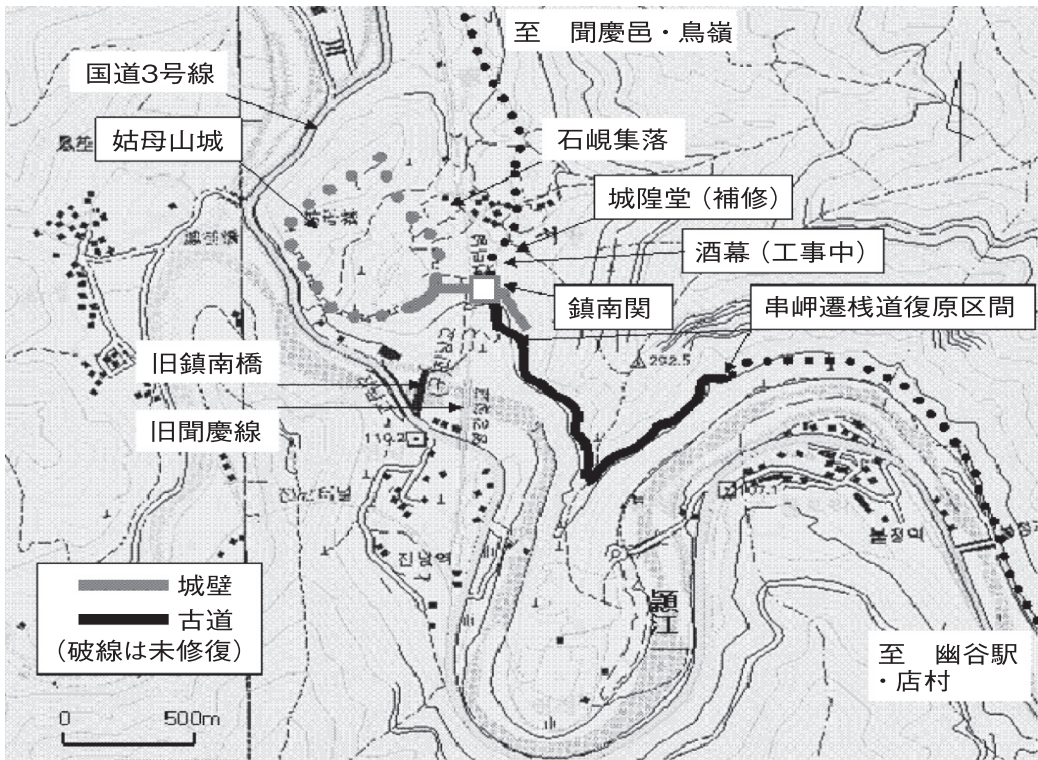 至　聞慶邑・鳥嶺
国道3号線
姑母山城
石峴集落
城隍堂（補修）
酒幕（工事中）
鎮南関
串岬遷桟道復原区間
292.5
旧鎮南橋
旧聞慶線
110.2
107.1
城壁
古道
（破線は未修復）
至　幽谷駅
・店村
0　500m